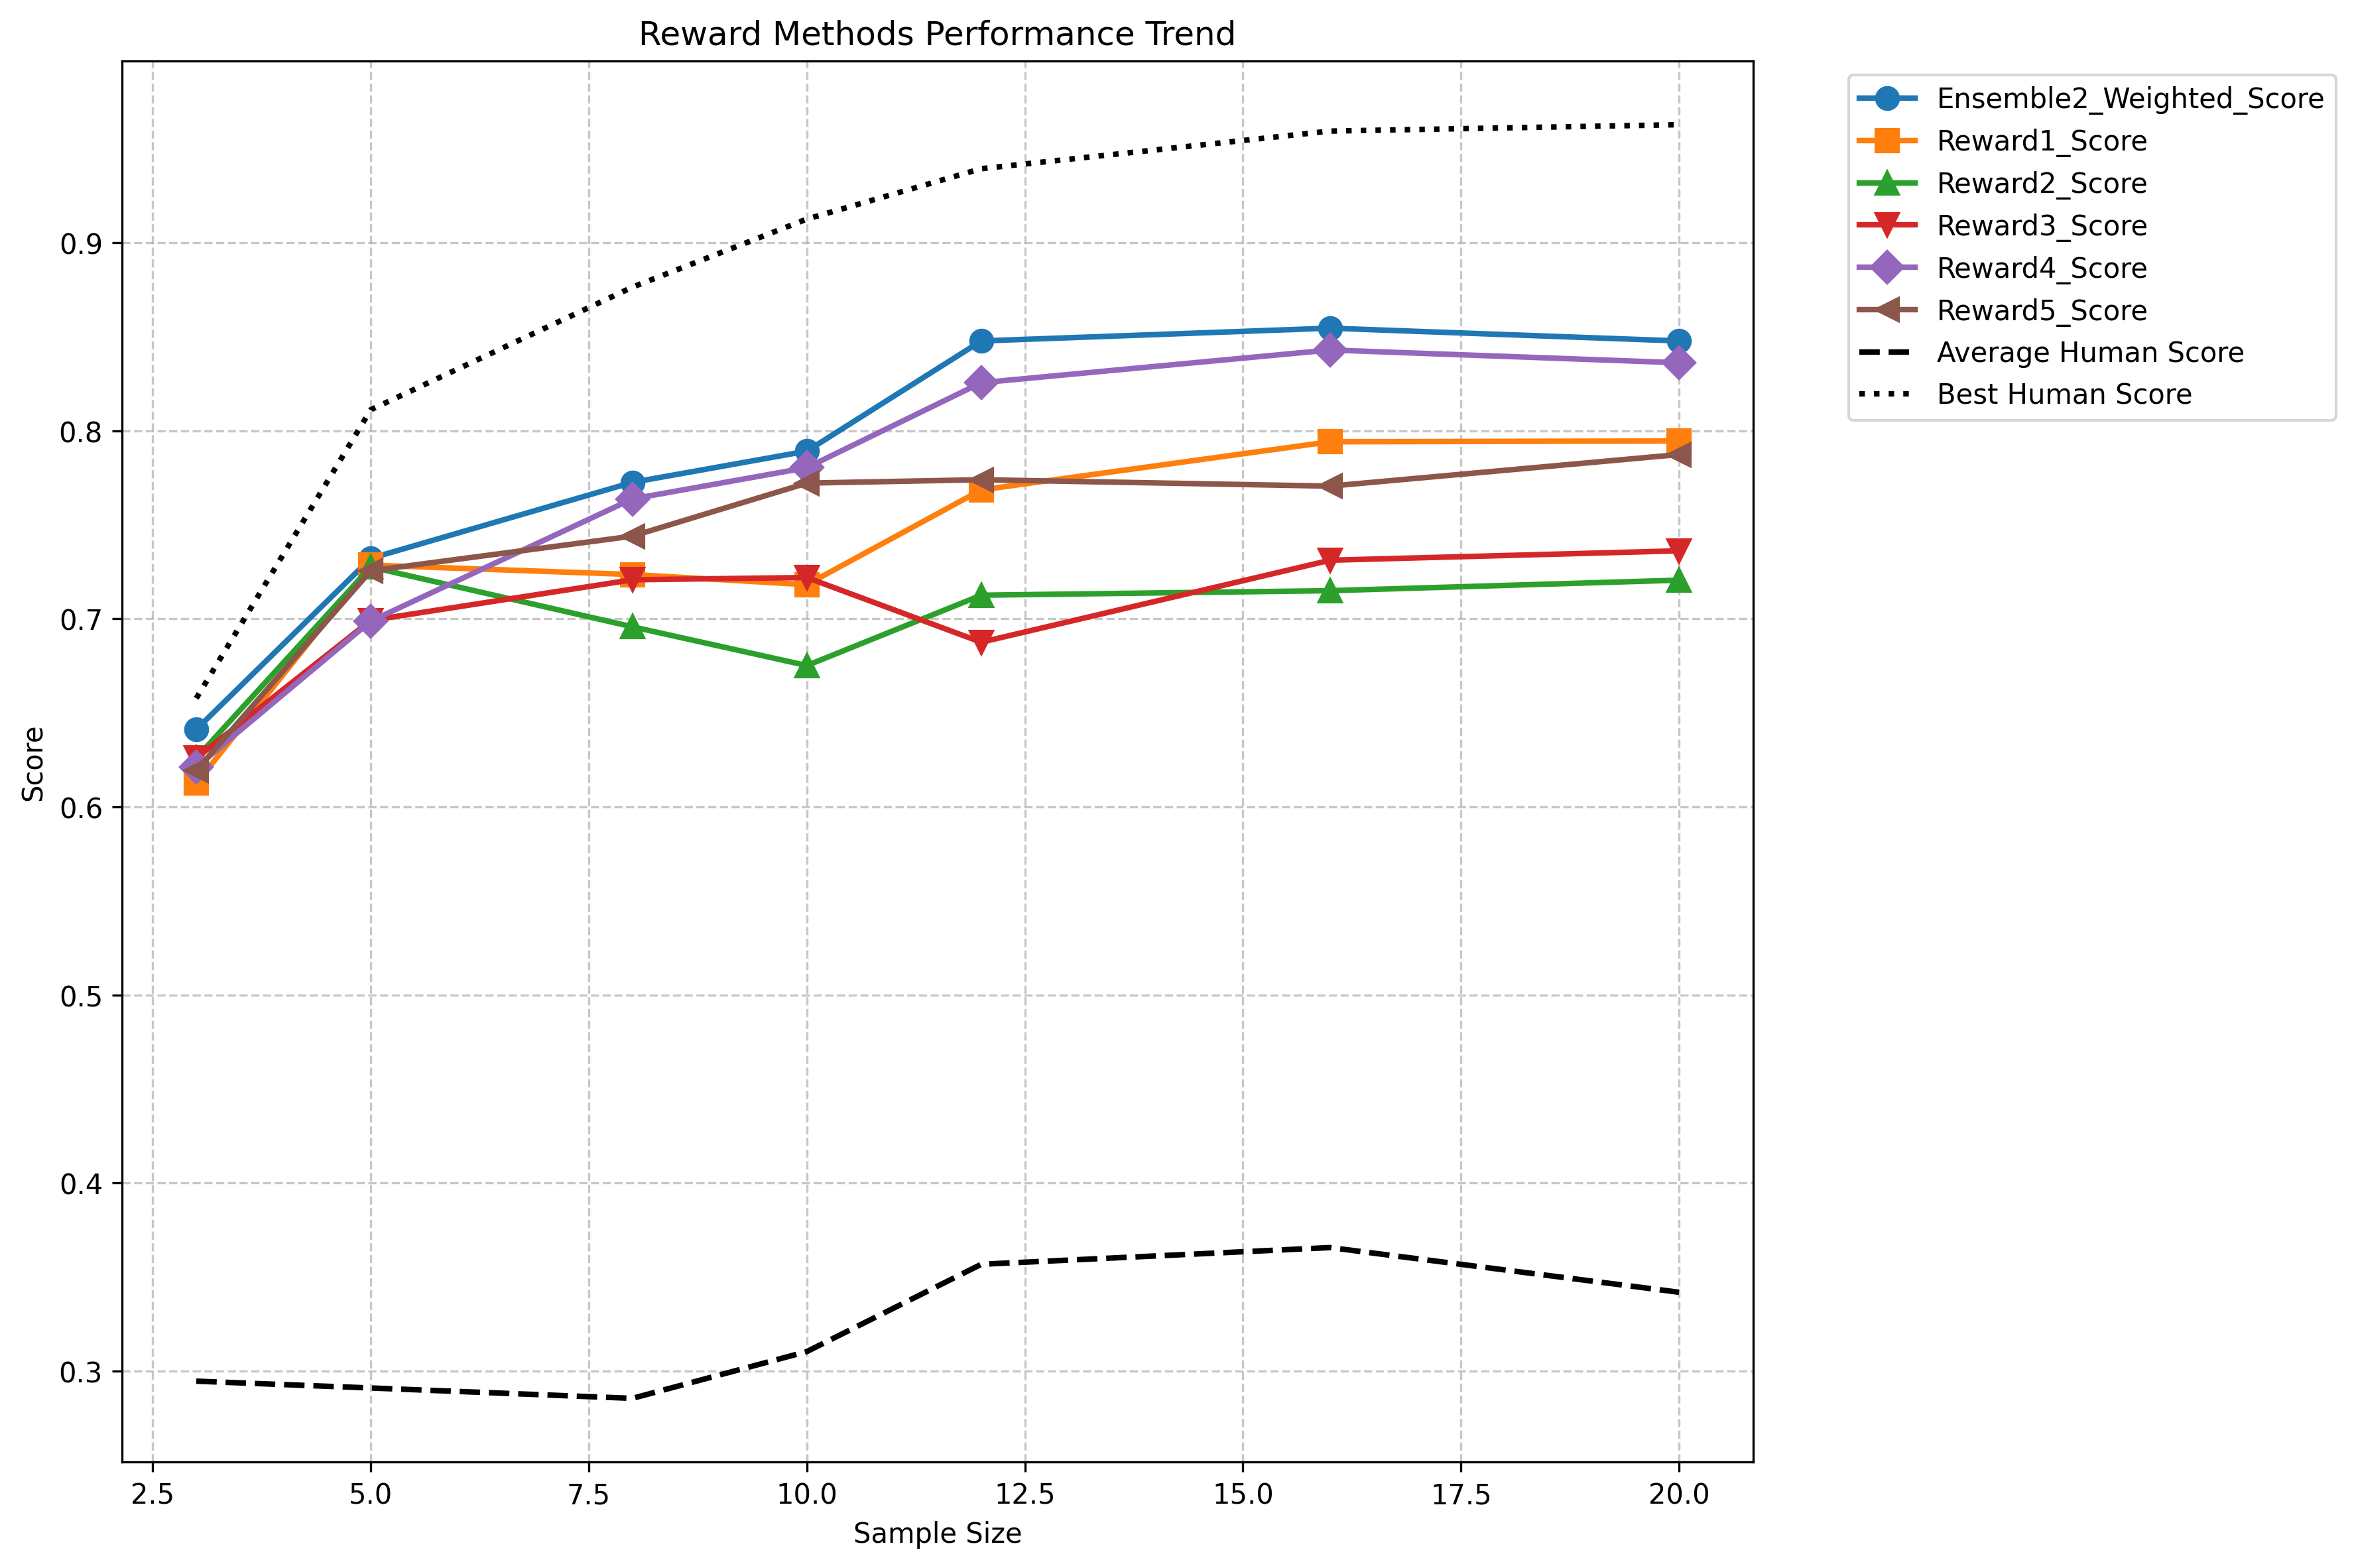 Reward Methods Performance Trend
Ensemble2_Weighted_Score
Reward1_Score
Reward2_Score
Reward3_Score
Reward4_Score
Reward5_Score
Average Human Score
Best Human Score
Score
0.9
0.8
0.7
0.6
0.5
0.4
0.3
2.5 5.0 7.5 10.0 12.5 15.0 17.5 20.0
Sample Size